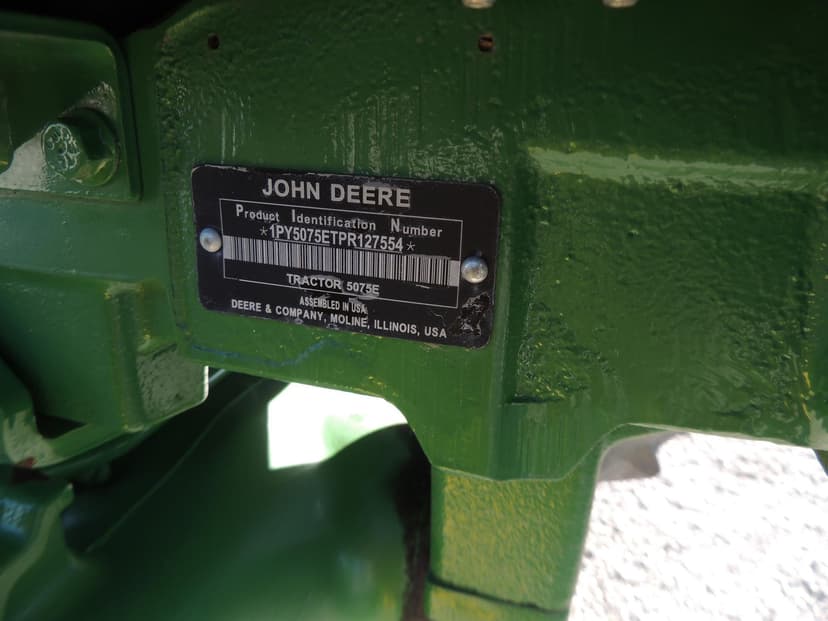 JOHN DEERE
Product Identification Number
*1PY5075ETPR127554*
TRACTOR 5075E
ASSEMBLED IN USA
DEERE & COMPANY, MOLINE, ILLINOIS, USA